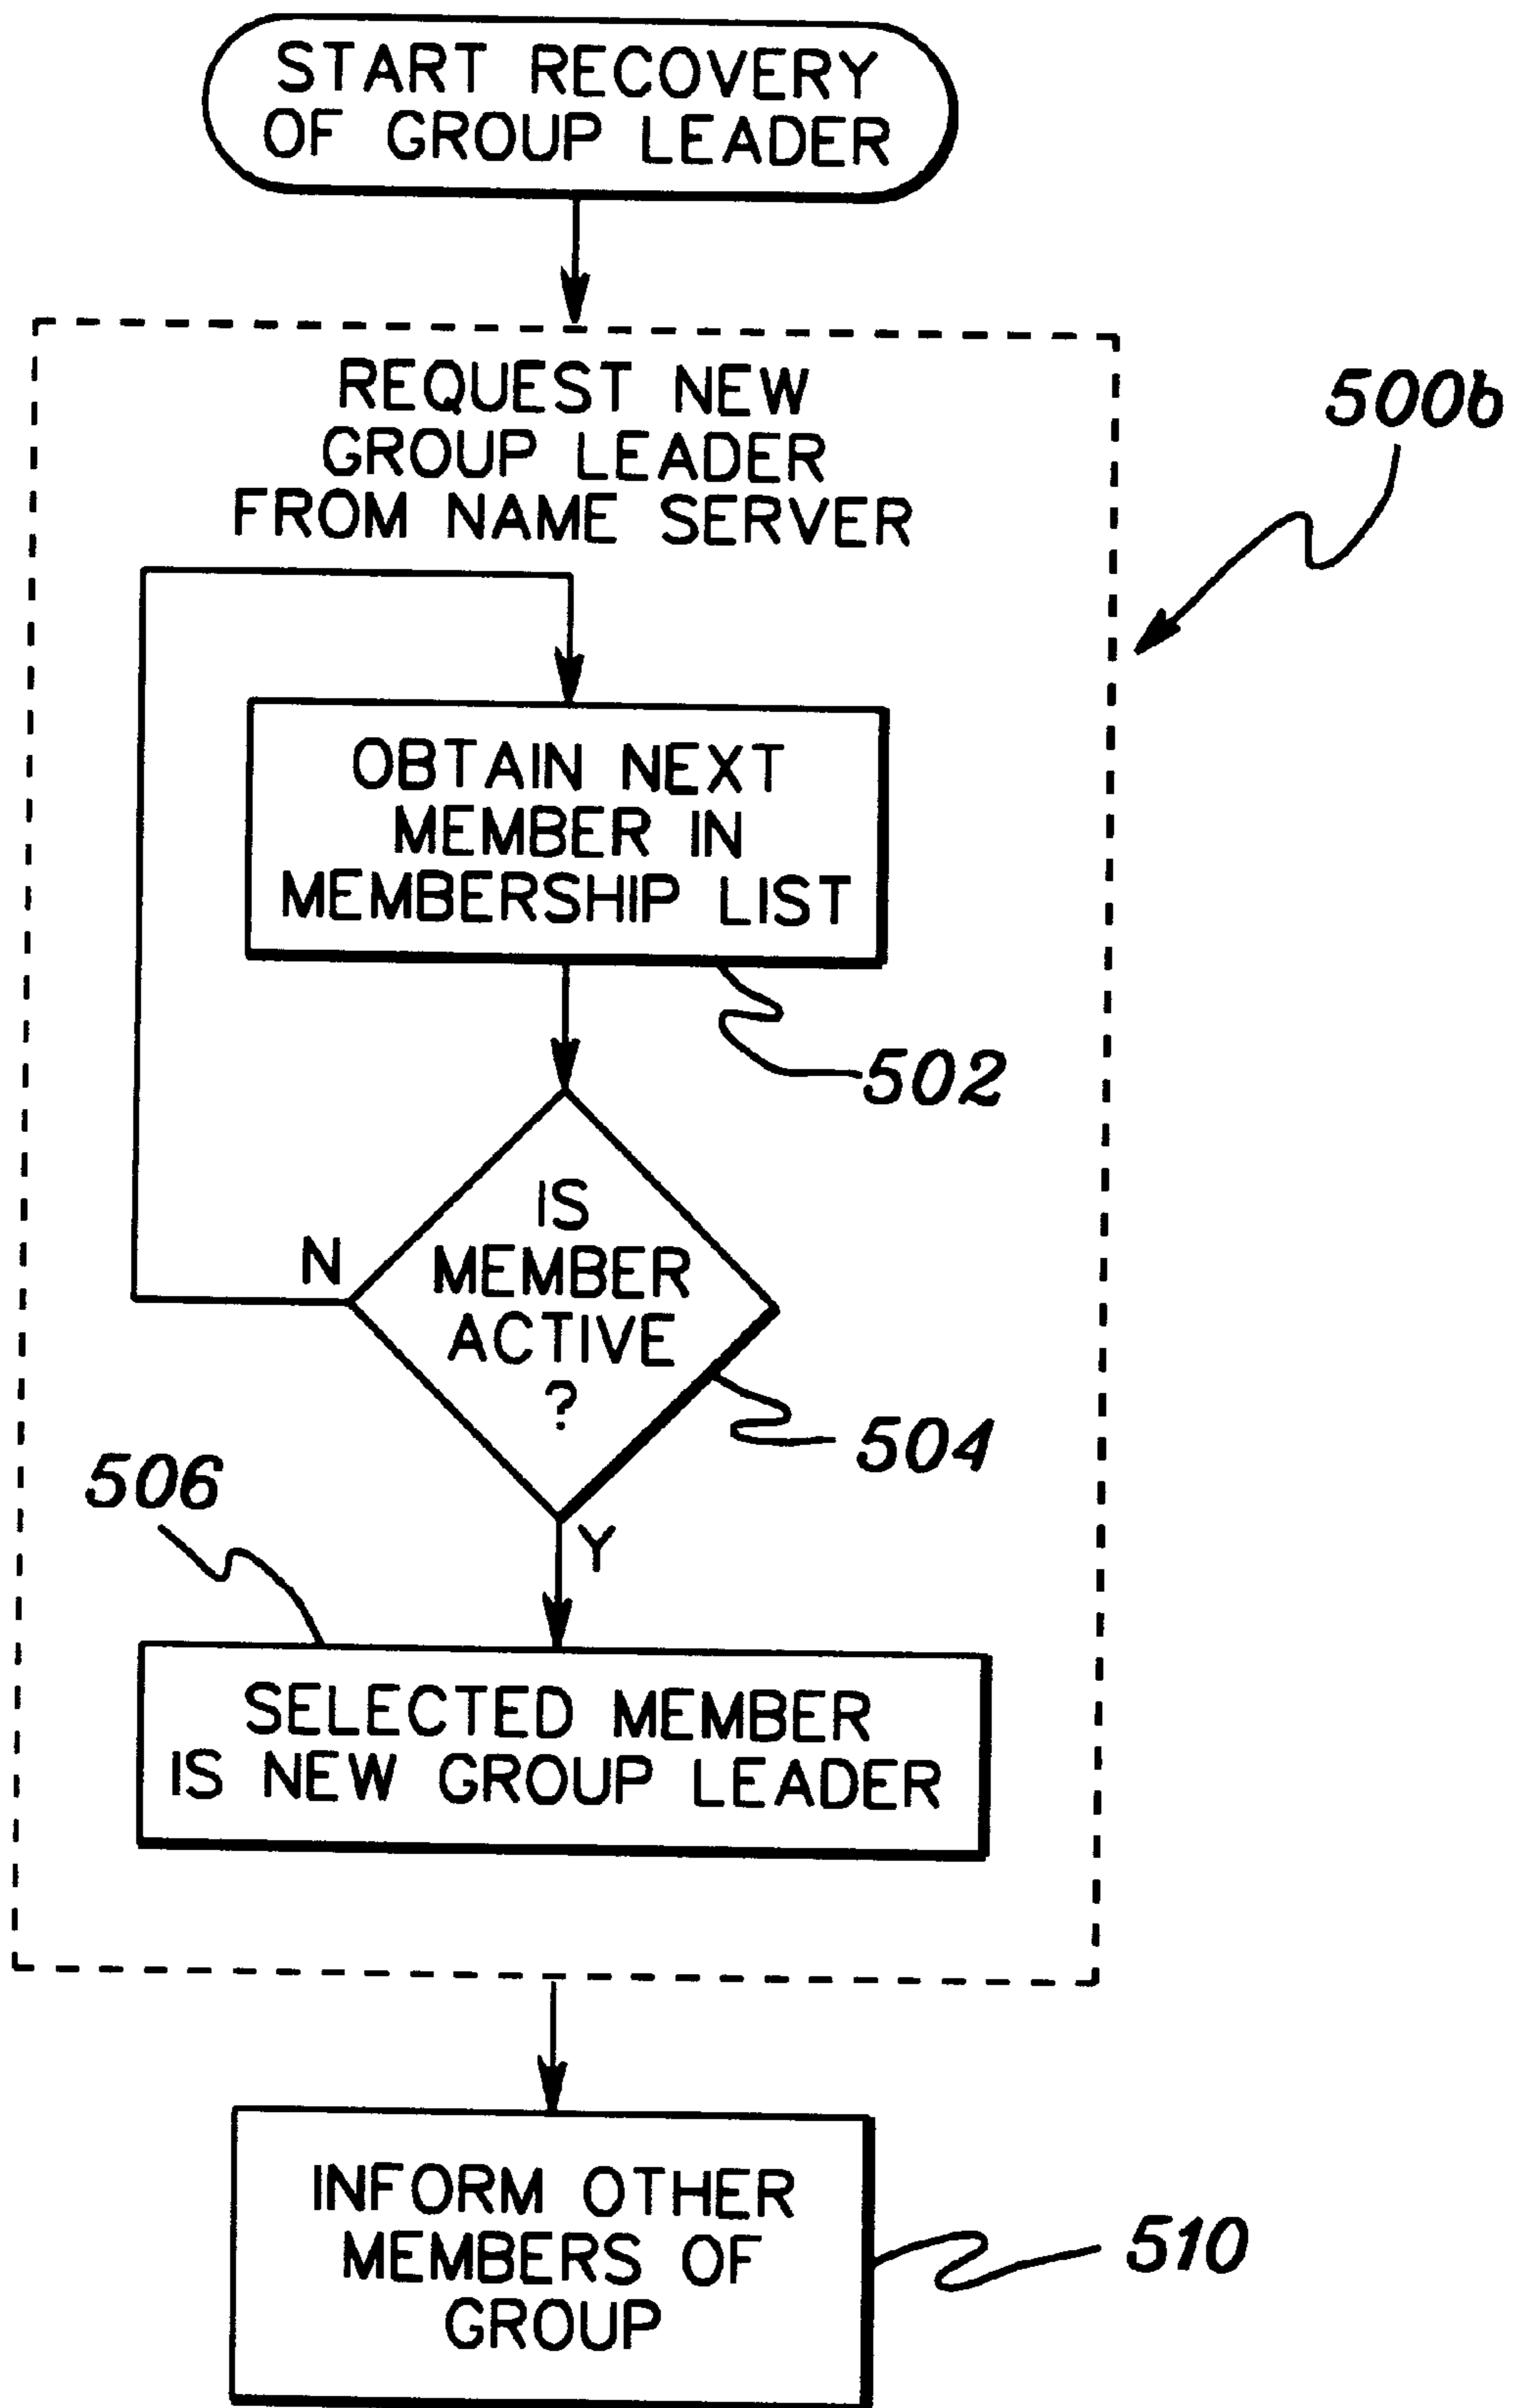 START RECOVERY
OF GROUP LEADER
REQUEST NEW
GROUP LEADER
FROM NAME SERVER
500b
OBTAIN NEXT
MEMBER IN
MEMBERSHIP LIST
502
IS
MEMBER
ACTIVE
?
N
504
506
Y
SELECTED MEMBER
IS NEW GROUP LEADER
INFORM OTHER
MEMBERS OF
GROUP
510